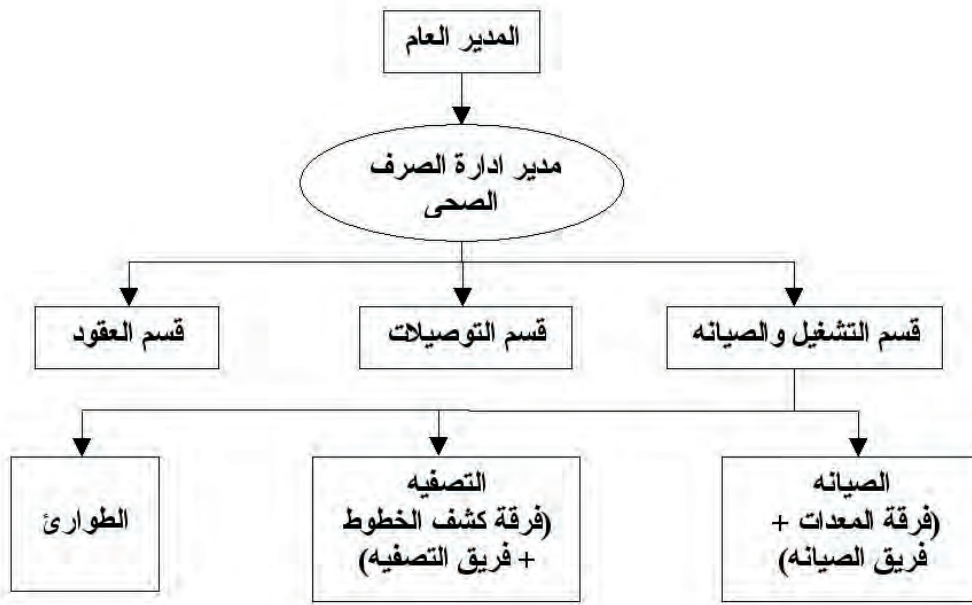 المدير العام
مدير ادارة الصرف
الصحى
قسم التشغيل والصيانه
قسم التوصيلات
قسم العقود
الصيانه
(فرقة المعدات +
فريق الصيانه)
التصفيه
(فرقة كشف الخطوط
+ فريق التصفيه)
الطوارئ